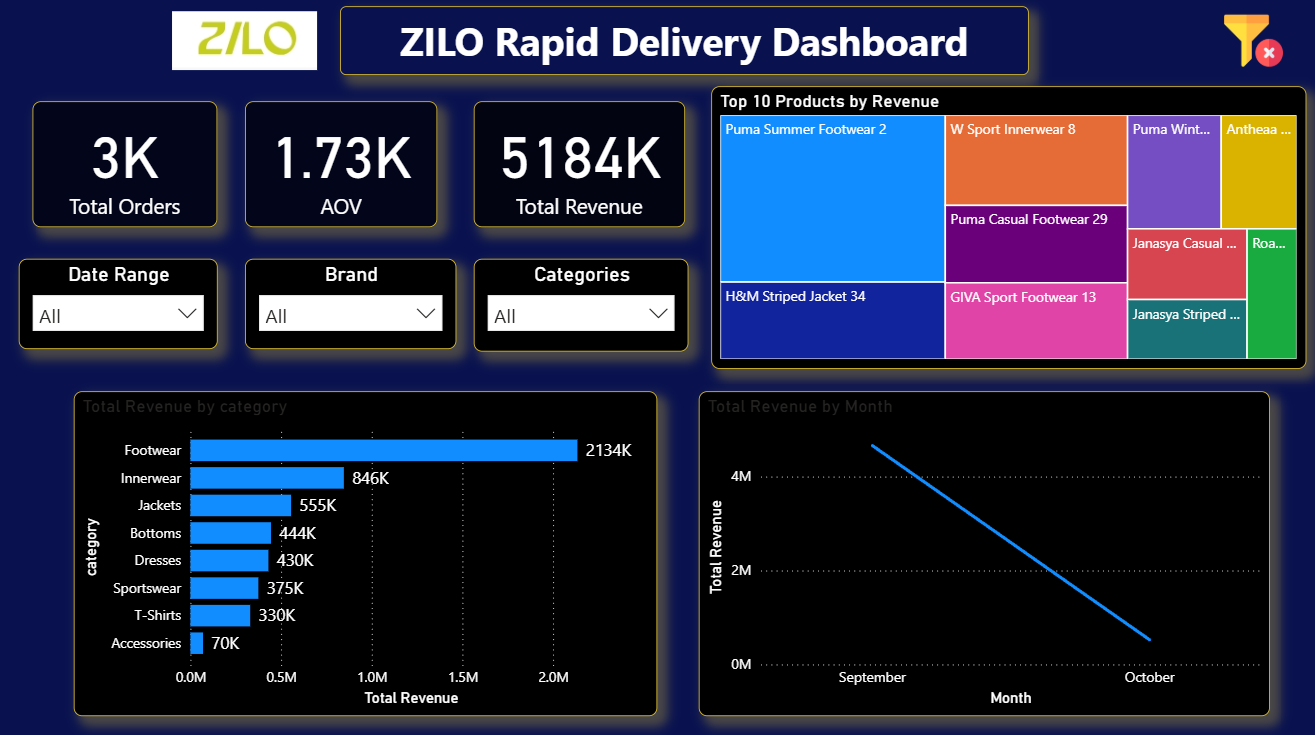 ZILO
ZILO Rapid Delivery Dashboard
3K
Total Orders
1.73K
AOV
5184K
Total Revenue
Date Range
All
Brand
All
Categories
All
Top 10 Products by Revenue
Puma Summer Footwear 2
H&M Striped Jacket 34
W Sport Innerwear 8
Puma Casual Footwear 29
GIVA Sport Footwear 13
Puma Wint...
Antheaa ...
Janasya Casual ...
Janasya Striped ...
Roa...
Total Revenue by category
category
Footwear 2134K
Innerwear 846K
Jackets 555K
Bottoms 444K
Dresses 430K
Sportswear 375K
T-Shirts 330K
Accessories 70K
0.0M 0.5M 1.0M 1.5M 2.0M
Total Revenue
Total Revenue by Month
Total Revenue
4M
2M
0M
September October
Month